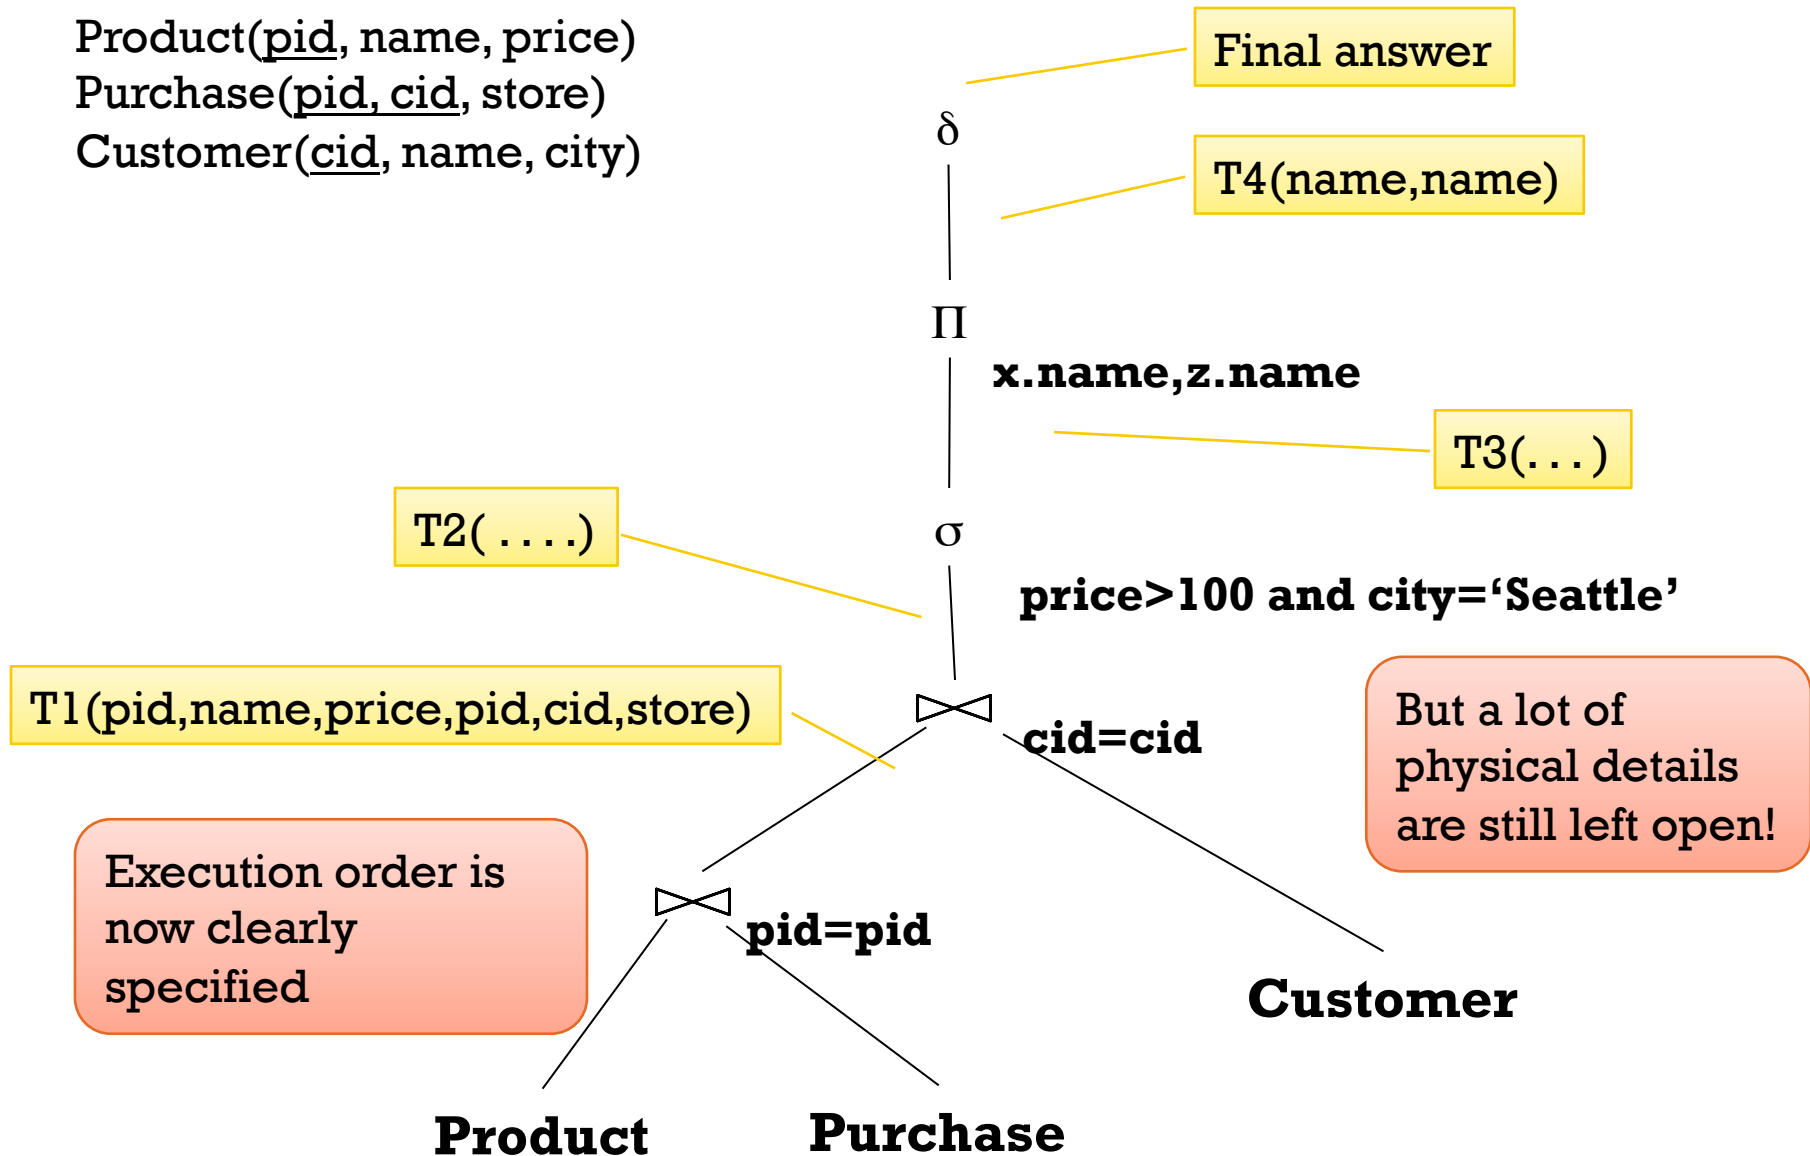 Product(pid, name, price)
Purchase(pid, cid, store)
Customer(cid, name, city)
Final answer
δ
T4(name,name)
Π
x.name,z.name
T3(. . . )
T2( . . . .)
σ
price>100 and city=‘Seattle’
T1(pid,name,price,pid,cid,store)
cid=cid
But a lot of
physical details
are still left open!
Execution order is
now clearly
specified
pid=pid
Customer
Product
Purchase